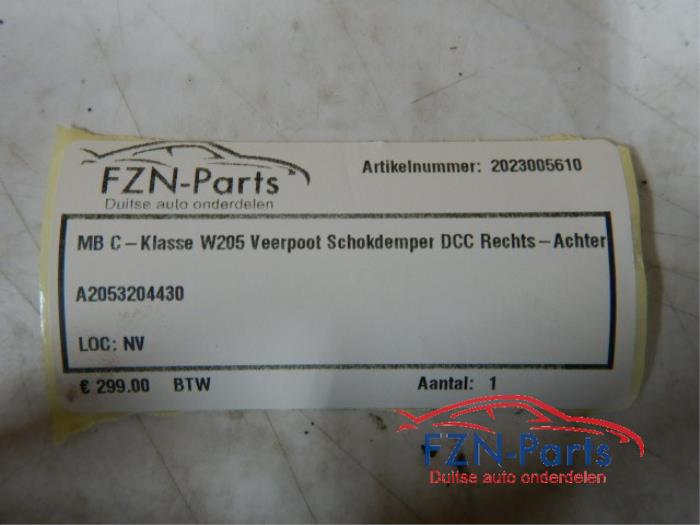 FZN-Parts
Duitse auto onderdelen
Artikelnummer: 2023005610
MB C-Klasse W205 Veerpoot Schokdemper DCC Rechts-Achter
A2053204430
LOC: NV
€ 299.00 BTW
Aantal: 1
FZN-Parts
Duitse auto onderdelen